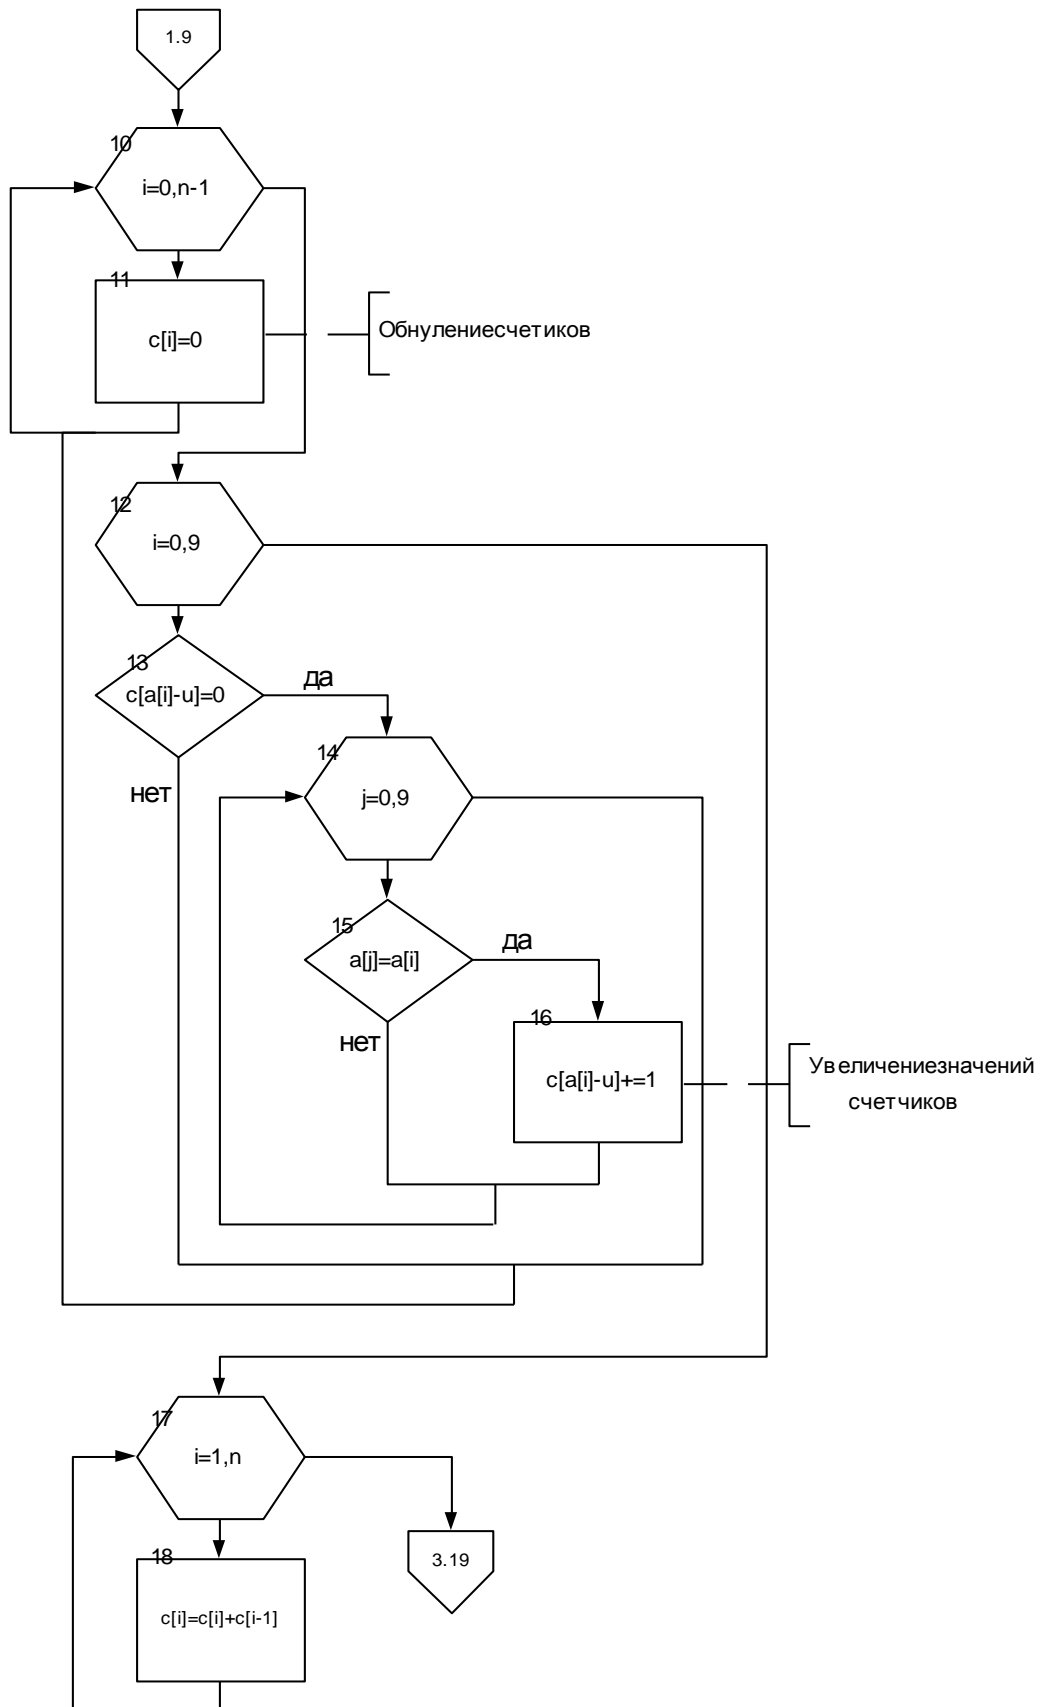 1.9
10
i=0,n-1
11
c[i]=0
Обнулениесчетиков
12
i=0,9
13
c[a[i]-u]=0
да
нет
14
j=0,9
15
a[j]=a[i]
да
нет
16
c[a[i]-u]+=1
Увеличениезначений
счетчиков
17
i=1,n
3.19
18
c[i]=c[i]+c[i-1]